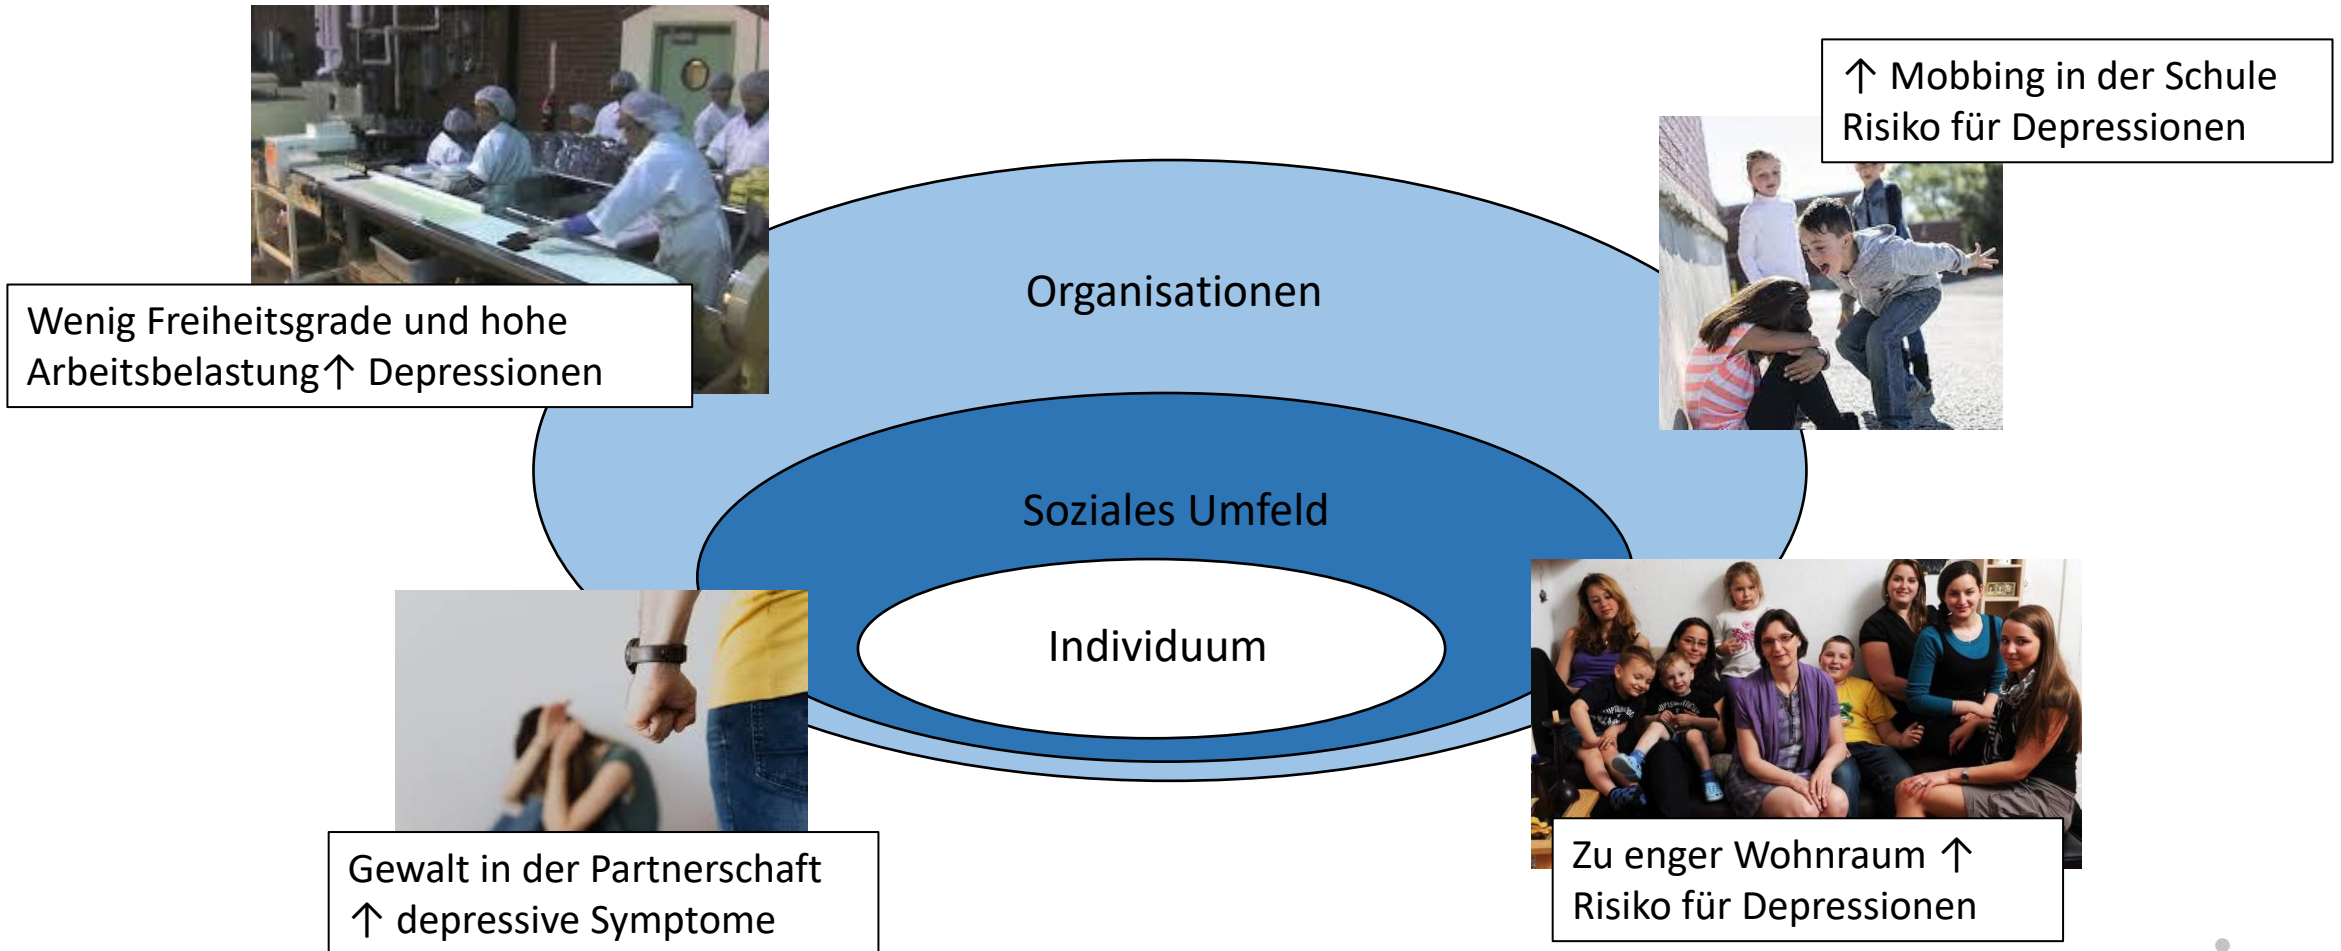 ↑ Mobbing in der Schule
Risiko für Depressionen
Organisationen
Wenig Freiheitsgrade und hohe
Arbeitsbelastung↑ Depressionen
Soziales Umfeld
Individuum
Gewalt in der Partnerschaft
↑ depressive Symptome
Zu enger Wohnraum ↑
Risiko für Depressionen